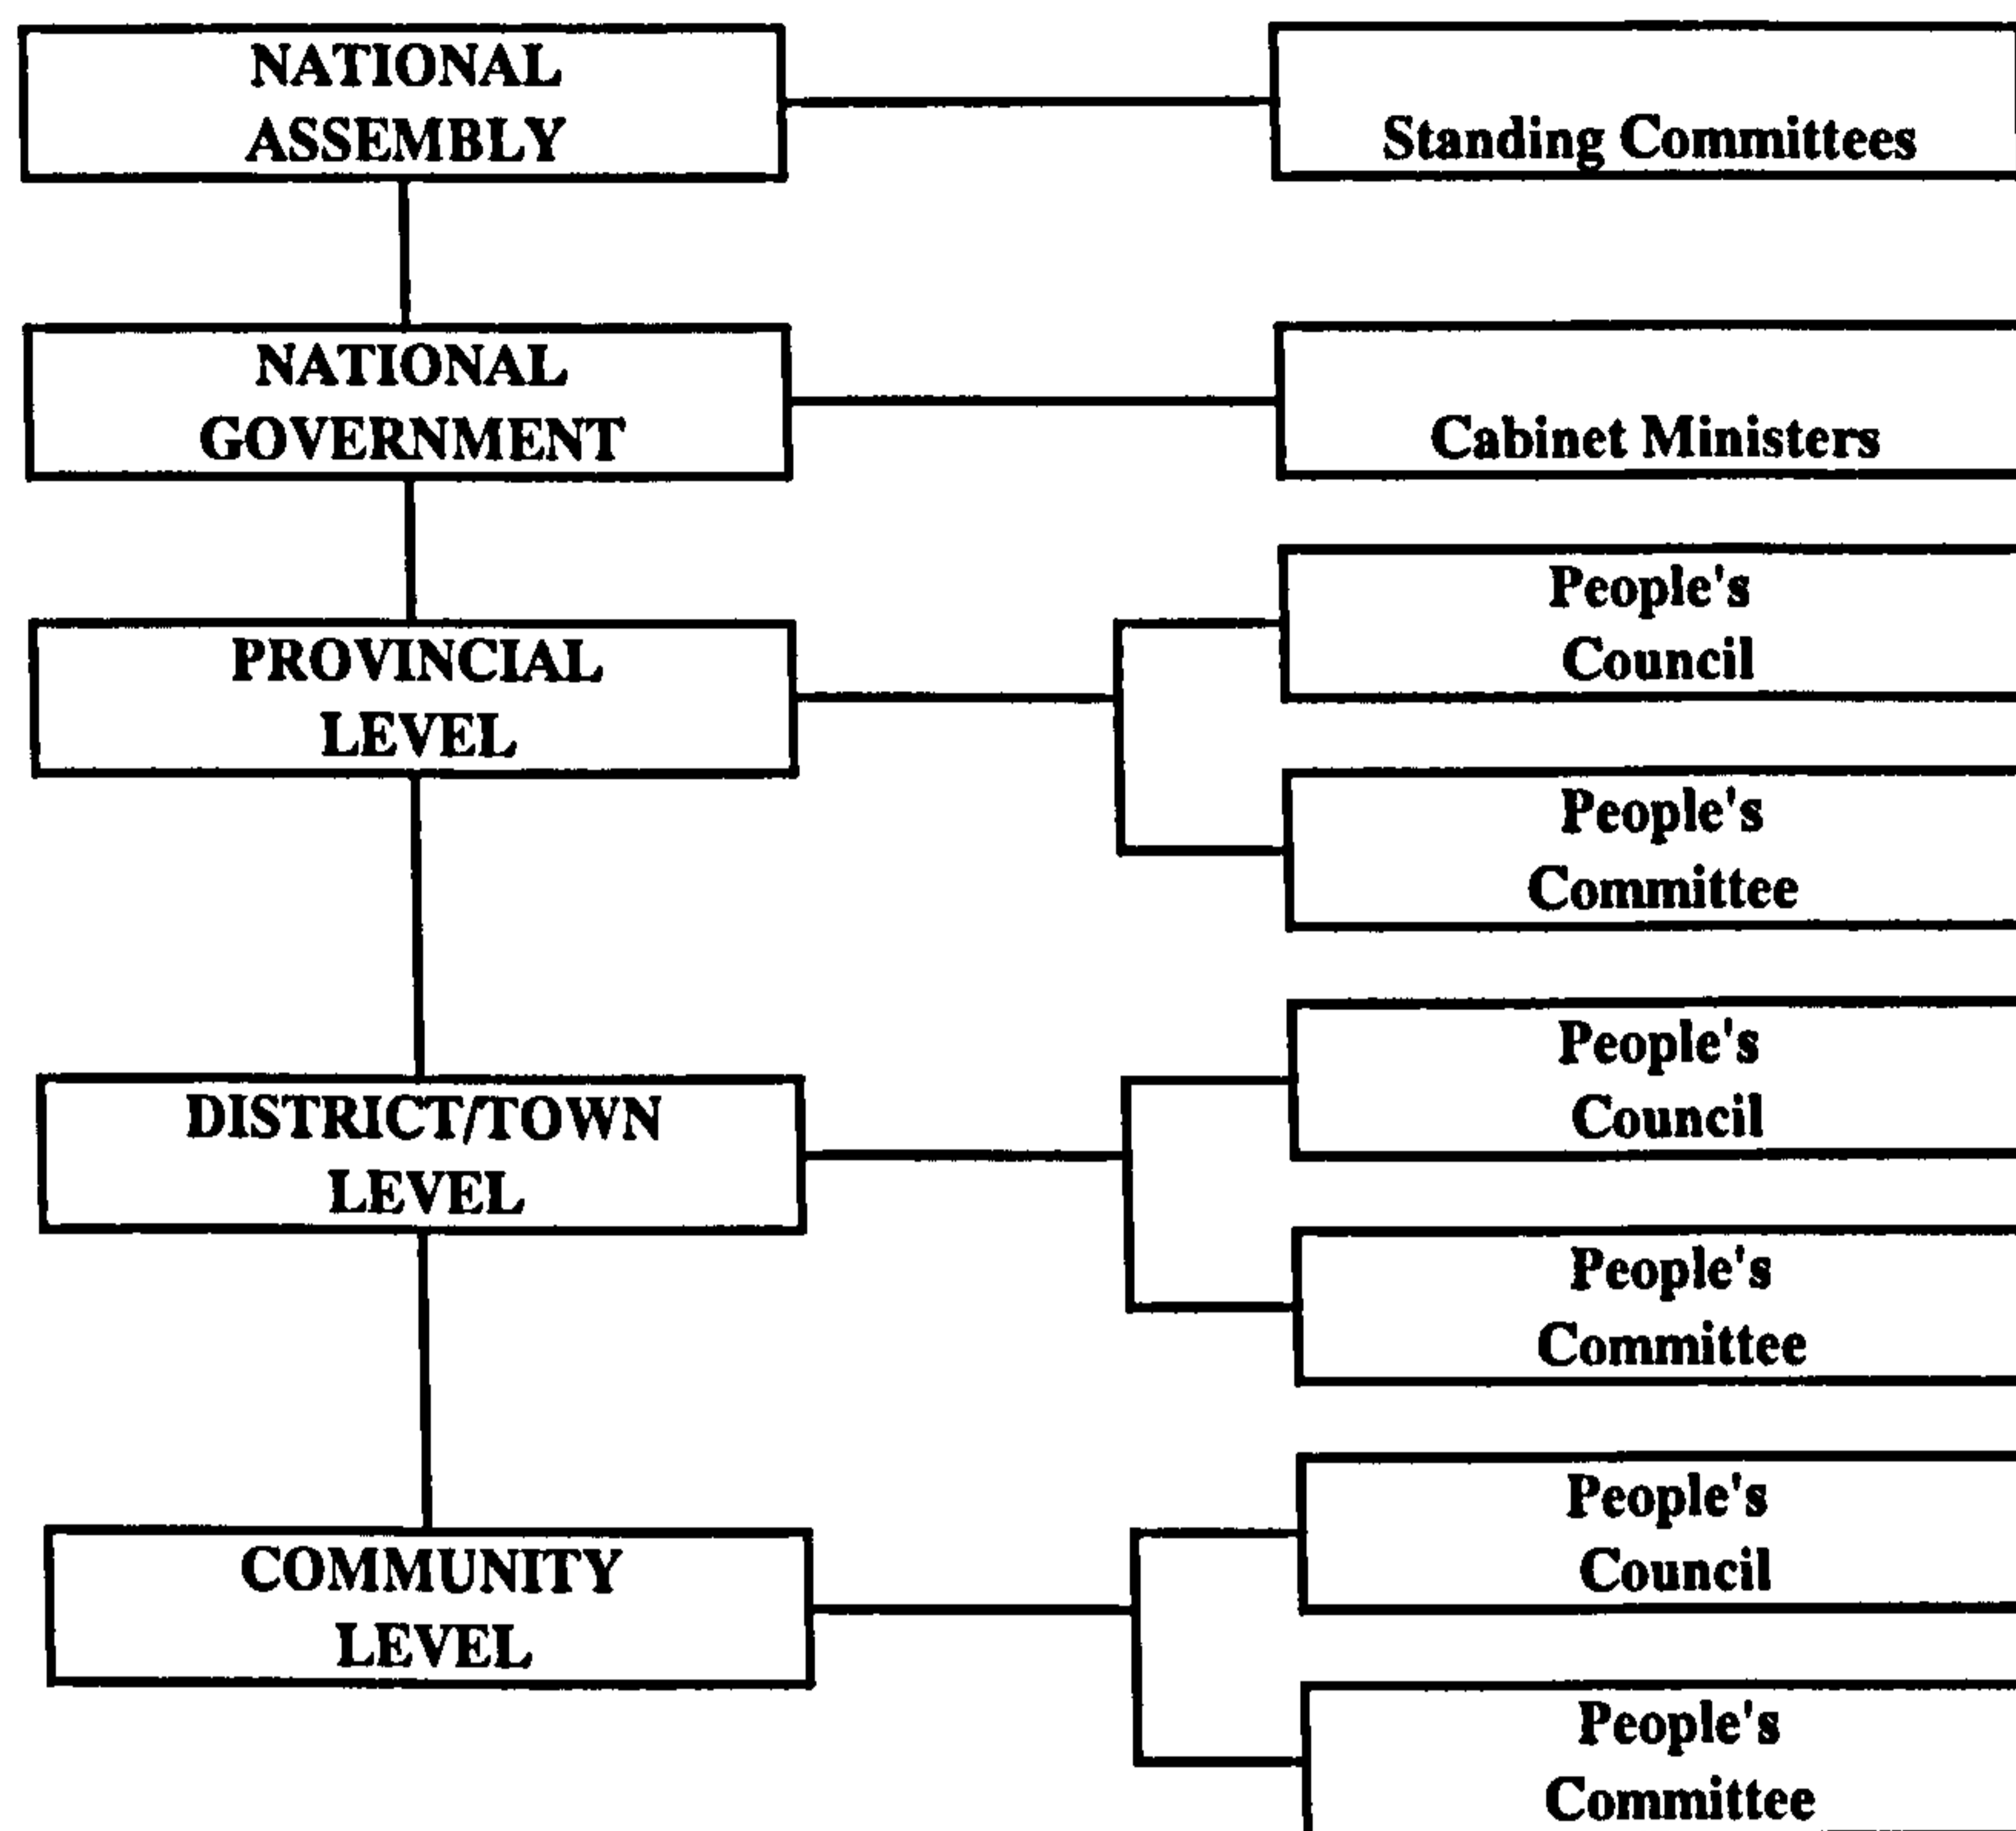 NATIONAL
ASSEMBLY
Standing Committees
NATIONAL
GOVERNMENT
Cabinet Ministers
People's
Council
PROVINCIAL
LEVEL
People's
Committee
People's
Council
DISTRICT/TOWN
LEVEL
People's
Committee
People's
Council
COMMUNITY
LEVEL
People's
Committee